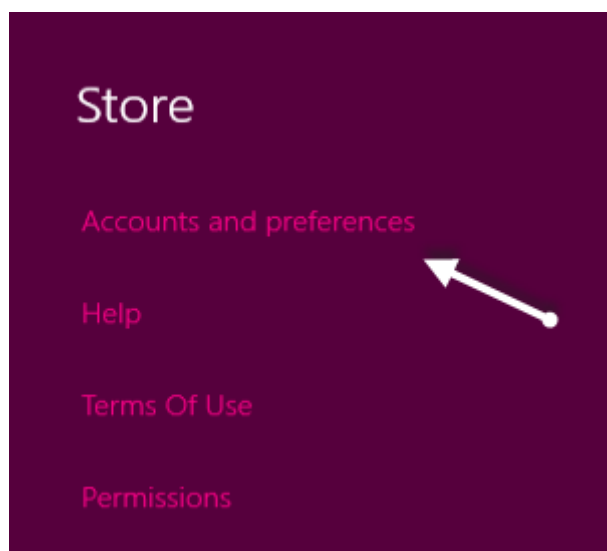 Store
Accounts and preferences
Help
Terms Of Use
Permissions